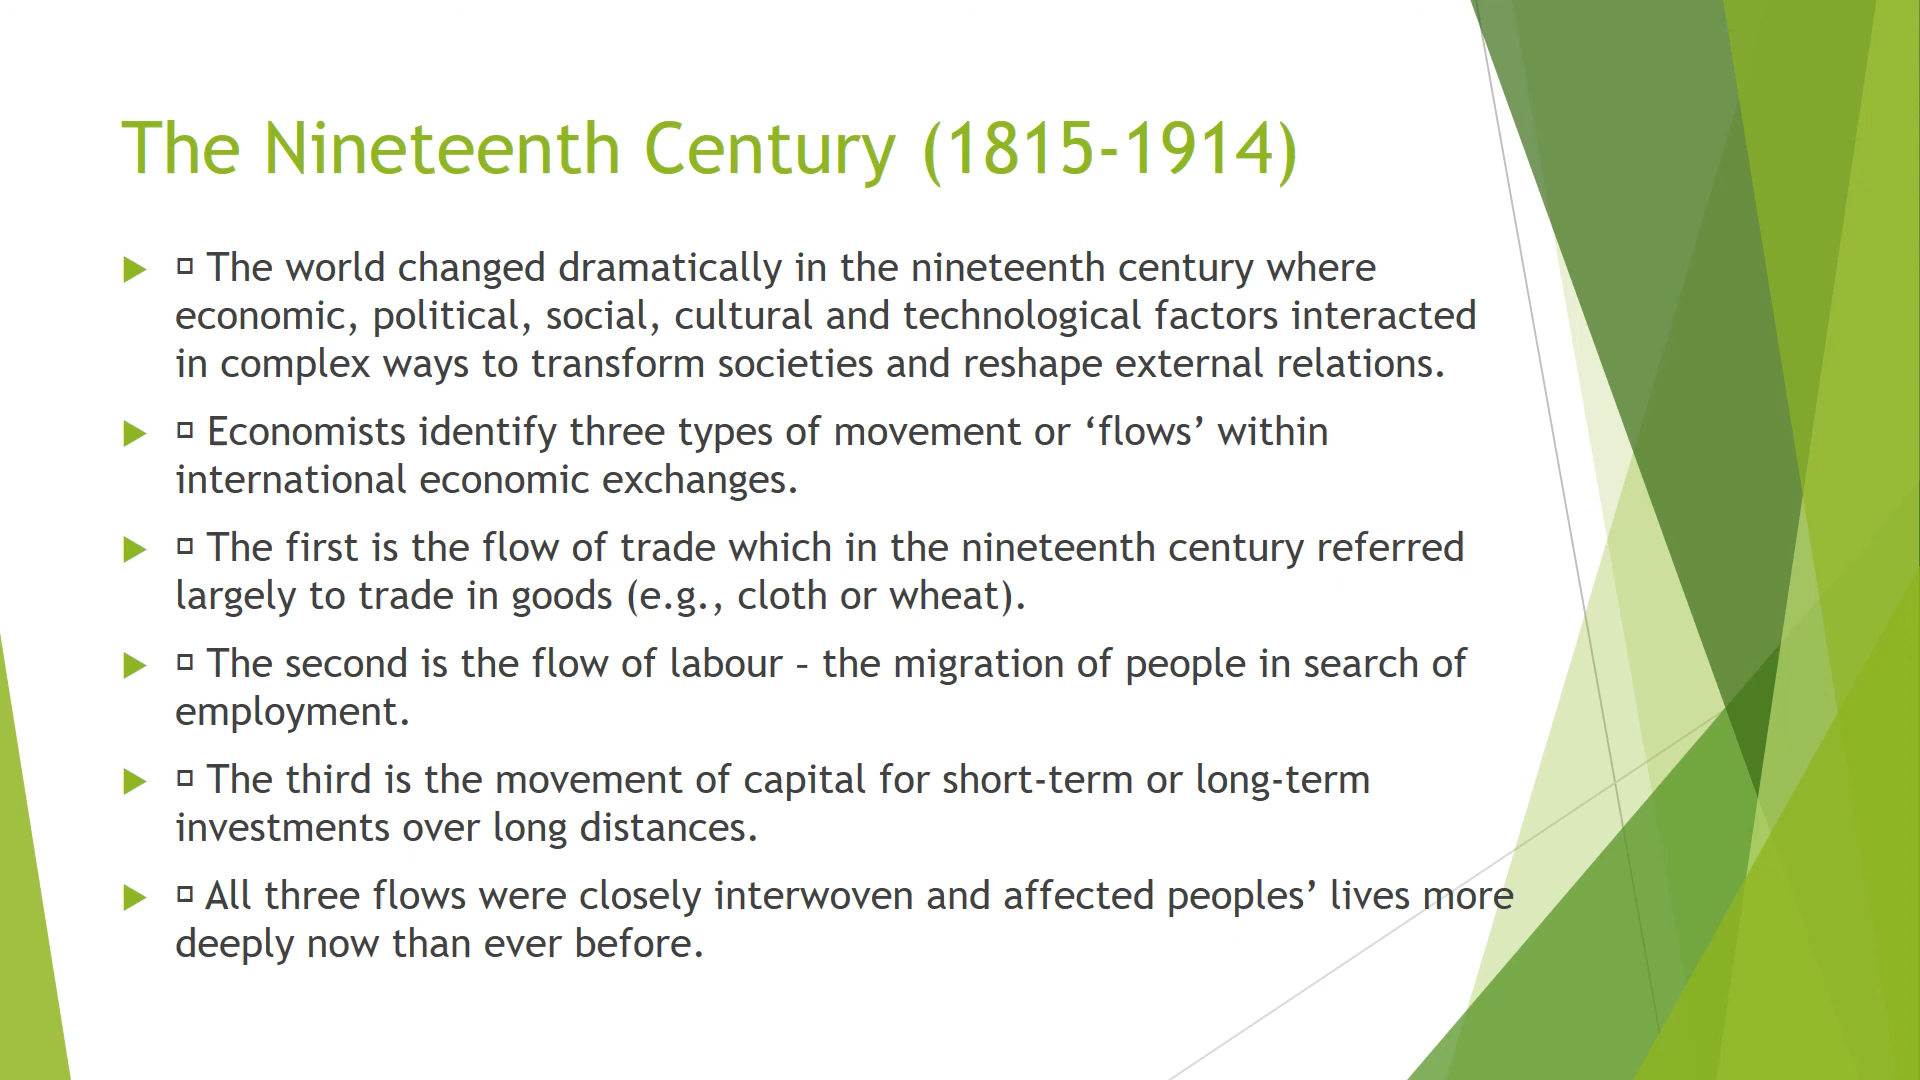 The Nineteenth Century (1815-1914)
▶ □ The world changed dramatically in the nineteenth century where
economic, political, social, cultural and technological factors interacted
in complex ways to transform societies and reshape external relations.
▶ □ Economists identify three types of movement or ‘flows’ within
international economic exchanges.
▶ □ The first is the flow of trade which in the nineteenth century referred
largely to trade in goods (e.g., cloth or wheat).
▶ □ The second is the flow of labour – the migration of people in search of
employment.
▶ □ The third is the movement of capital for short-term or long-term
investments over long distances.
▶ □ All three flows were closely interwoven and affected peoples’ lives more
deeply now than ever before.